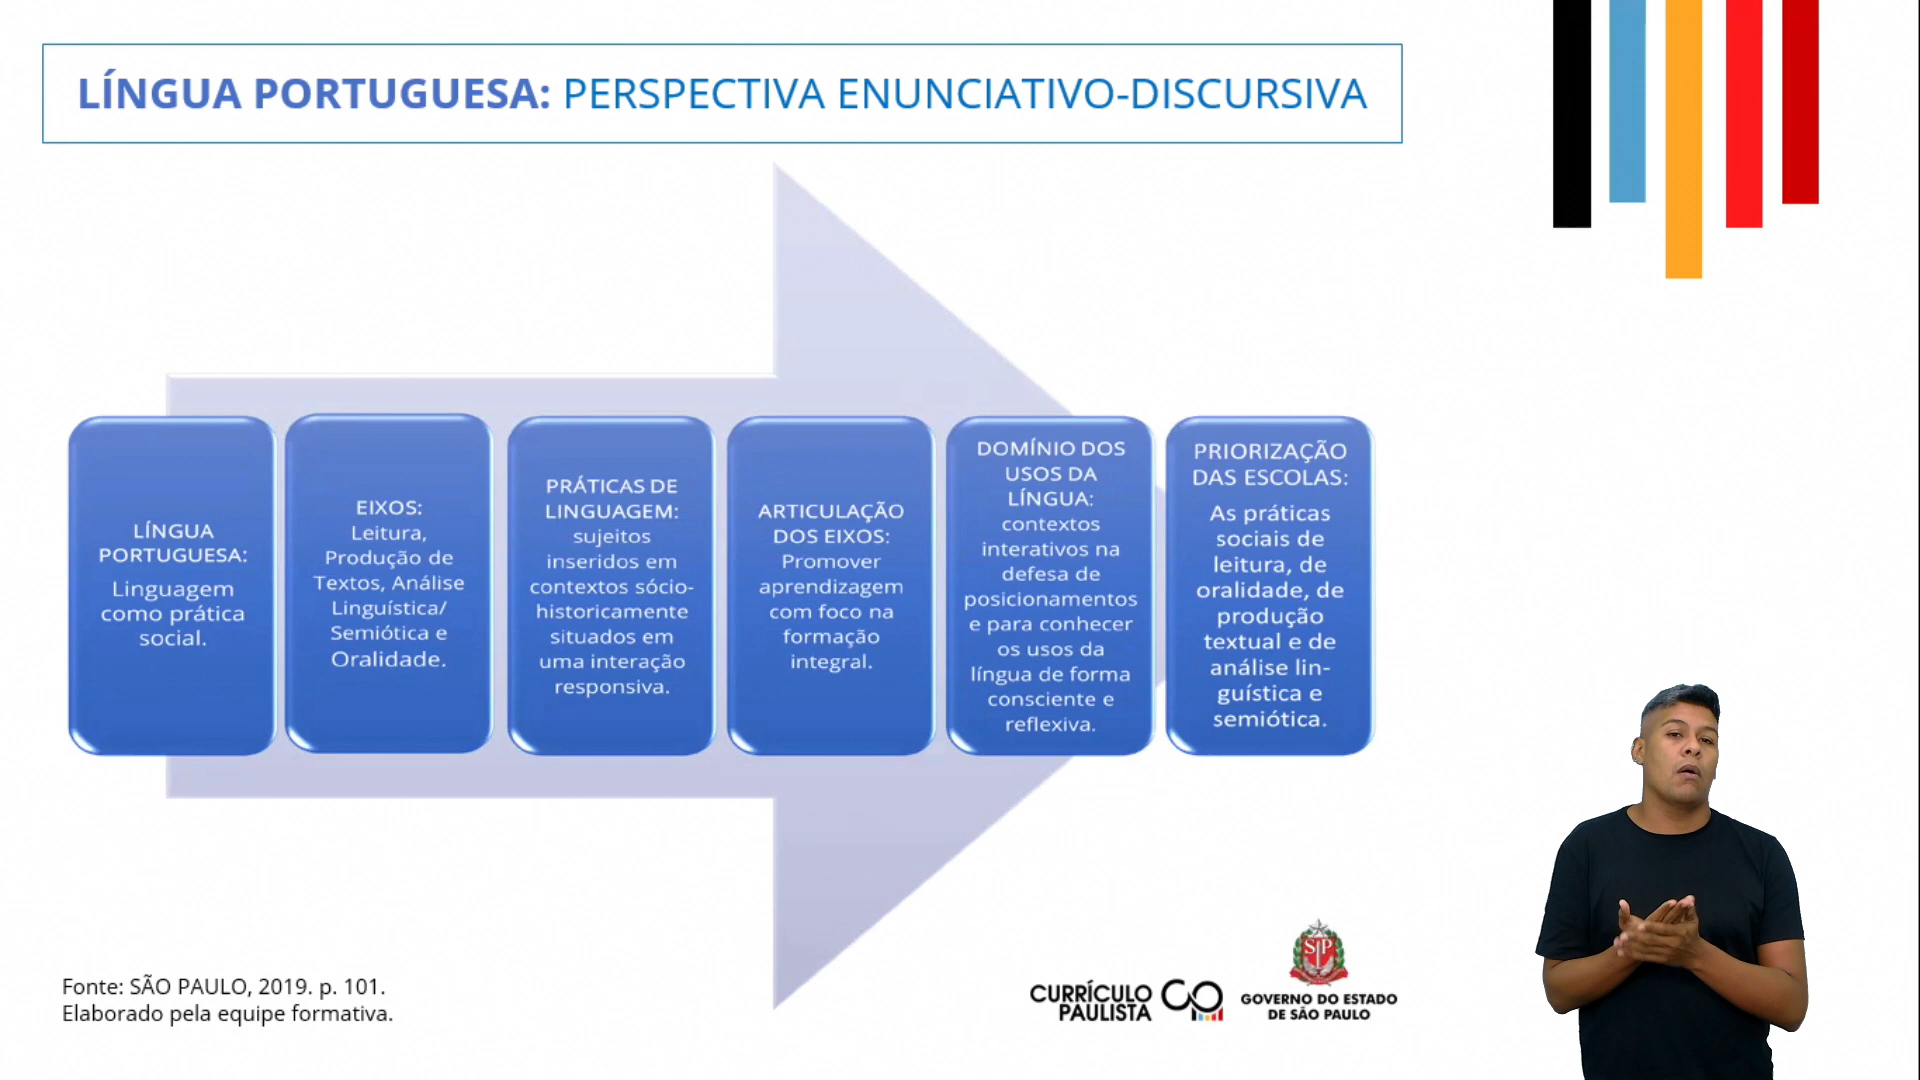 LÍNGUA PORTUGUESA: PERSPECTIVA ENUNCIATIVO-DISCURSIVA
LÍNGUA
PORTUGUESA:
Linguagem
como prática
social.
EIXOS:
Leitura,
Produção de
Textos, Análise
Linguística/
Semiótica e
Oralidade.
PRÁTICAS DE
LINGUAGEM:
sujeitos
inseridos em
contextos sócio-
historicamente
situados em
uma interação
responsiva.
ARTICULAÇÃO
DOS EIXOS:
Promover
aprendizagem
com foco na
formação
integral.
DOMÍNIO DOS
USOS DA
LÍNGUA:
contextos
interativos na
defesa de
posicionamentos
e para conhecer
os usos da
língua de forma
consciente e
reflexiva.
PRIORIZAÇÃO
DAS ESCOLAS:
As práticas
sociais de
leitura, de
oralidade, de
produção
textual e de
análise lin-
guística e
semiótica.
Fonte: SÃO PAULO, 2019. p. 101.
Elaborado pela equipe formativa.
CURRÍCULO
PAULISTA
SP
GOVERNO DO ESTADO
DE SÃO PAULO